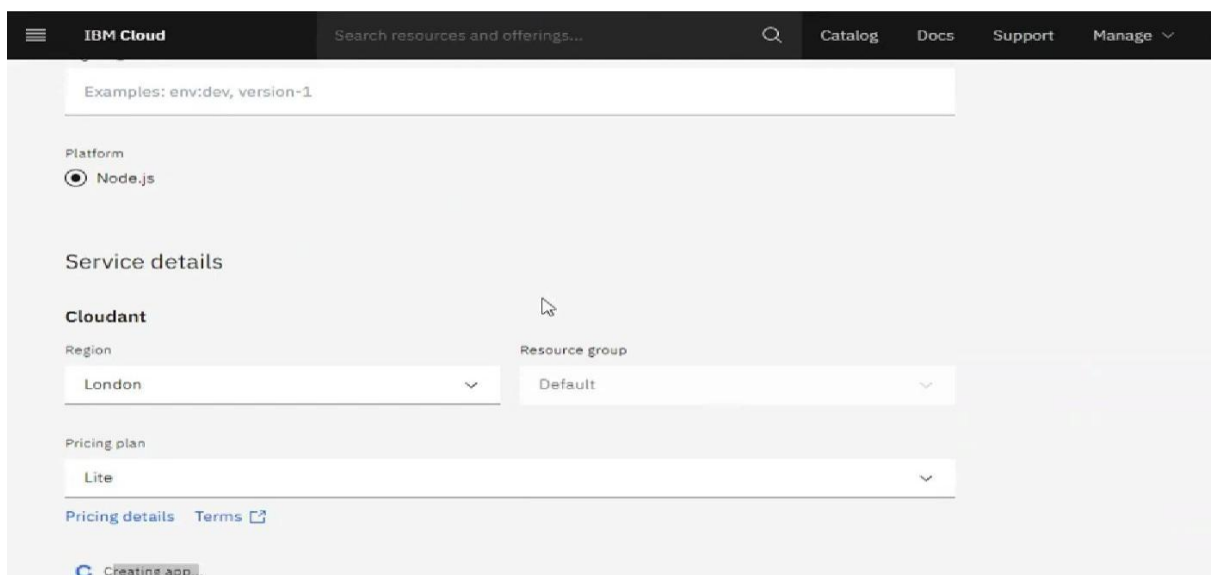 IBM Cloud Search resources and offerings... Catalog Docs Support Manage
Examples: env:dev, version-1
Platform
Node.js
Service details
Cloudant
Region Resource group
London Default
Pricing plan
Lite
Pricing details Terms
Creating app...